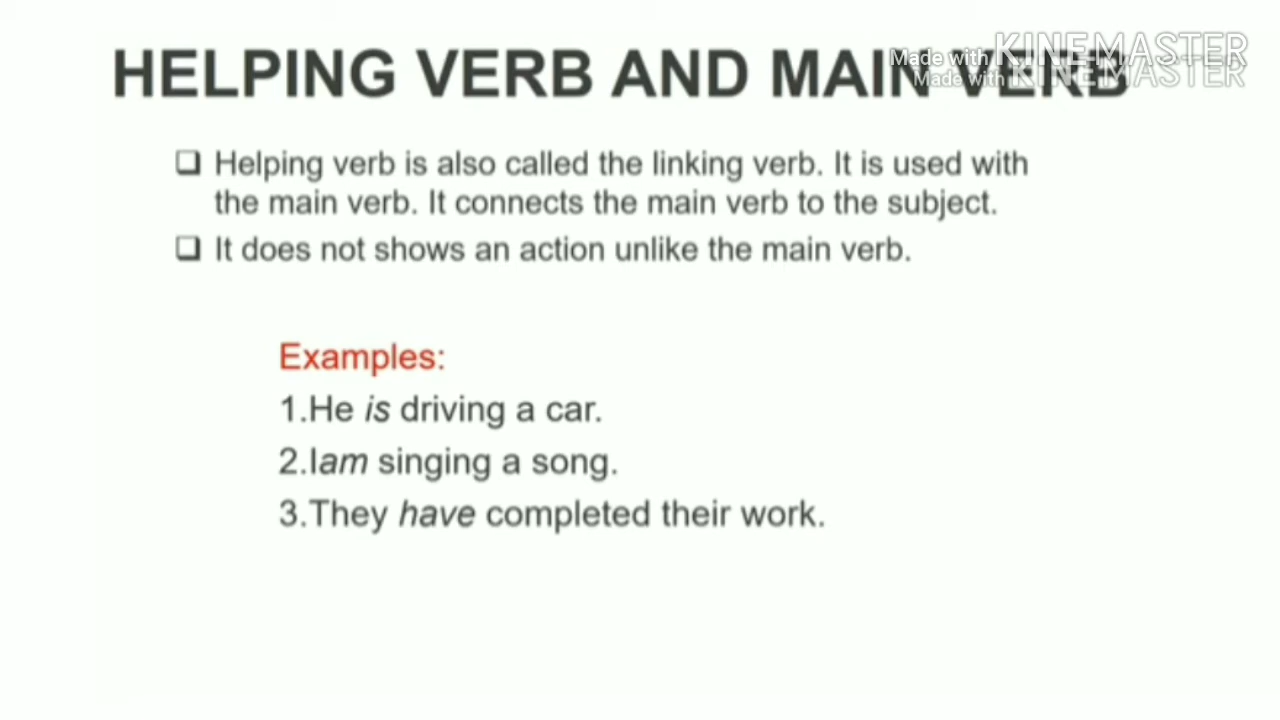 HELPING VERB AND MAIN VERB
Made with KINEMASTER
Made with KINEMASTER
❑ Helping verb is also called the linking verb. It is used with
the main verb. It connects the main verb to the subject.
❑ It does not shows an action unlike the main verb.
Examples:
1.He is driving a car.
2.Iam singing a song.
3.They have completed their work.